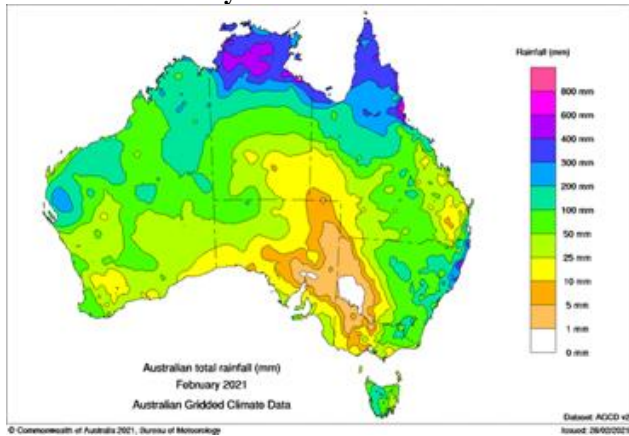 Rainfall (mm)
800 mm
600 mm
400 mm
300 mm
200 mm
100 mm
50 mm
25 mm
10 mm
5 mm
1 mm
0 mm
Australian total rainfall (mm)
February 2021
Australian Gridded Climate Data
Dataset: AGCD v2
© Commonwealth of Australia 2021, Bureau of Meteorology
Issued: 28/02/2021